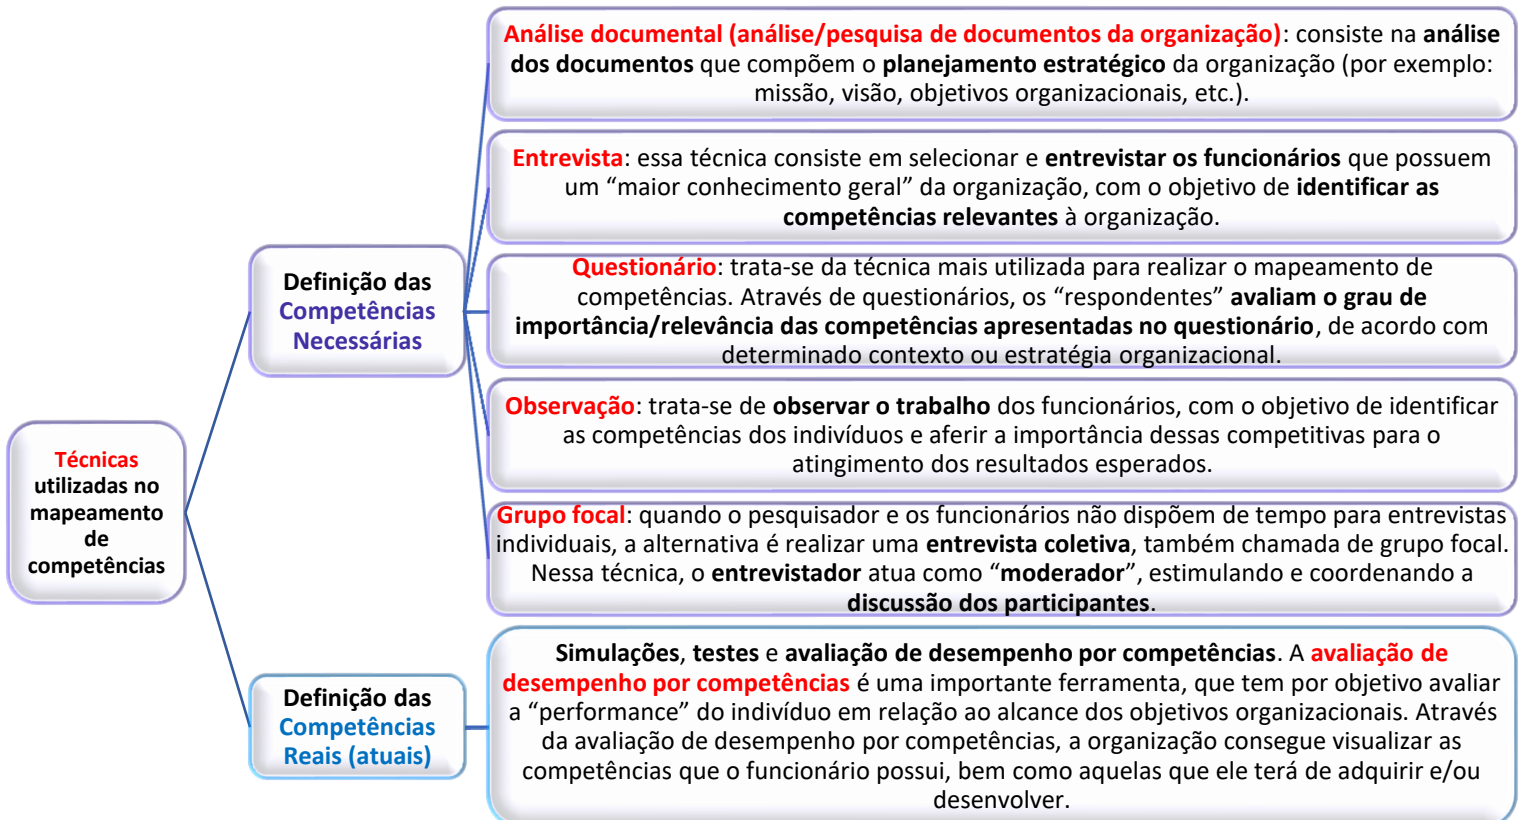 Técnicas
utilizadas no
mapeamento
de
competências
Definição das
Competências
Necessárias
Análise documental (análise/pesquisa de documentos da organização): consiste na análise
dos documentos que compõem o planejamento estratégico da organização (por exemplo:
missão, visão, objetivos organizacionais, etc.).
Entrevista: essa técnica consiste em selecionar e entrevistar os funcionários que possuem
um “maior conhecimento geral” da organização, com o objetivo de identificar as
competências relevantes à organização.
Questionário: trata-se da técnica mais utilizada para realizar o mapeamento de
competências. Através de questionários, os “respondentes” avaliam o grau de
importância/relevância das competências apresentadas no questionário, de acordo com
determinado contexto ou estratégia organizacional.
Observação: trata-se de observar o trabalho dos funcionários, com o objetivo de identificar
as competências dos indivíduos e aferir a importância dessas competitivas para o
atingimento dos resultados esperados.
Grupo focal: quando o pesquisador e os funcionários não dispõem de tempo para entrevistas
individuais, a alternativa é realizar uma entrevista coletiva, também chamada de grupo focal.
Nessa técnica, o entrevistador atua como “moderador”, estimulando e coordenando a
discussão dos participantes.
Definição das
Competências
Reais (atuais)
Simulações, testes e avaliação de desempenho por competências. A avaliação de
desempenho por competências é uma importante ferramenta, que tem por objetivo avaliar
a “performance” do indivíduo em relação ao alcance dos objetivos organizacionais. Através
da avaliação de desempenho por competências, a organização consegue visualizar as
competências que o funcionário possui, bem como aquelas que ele terá de adquirir e/ou
desenvolver.